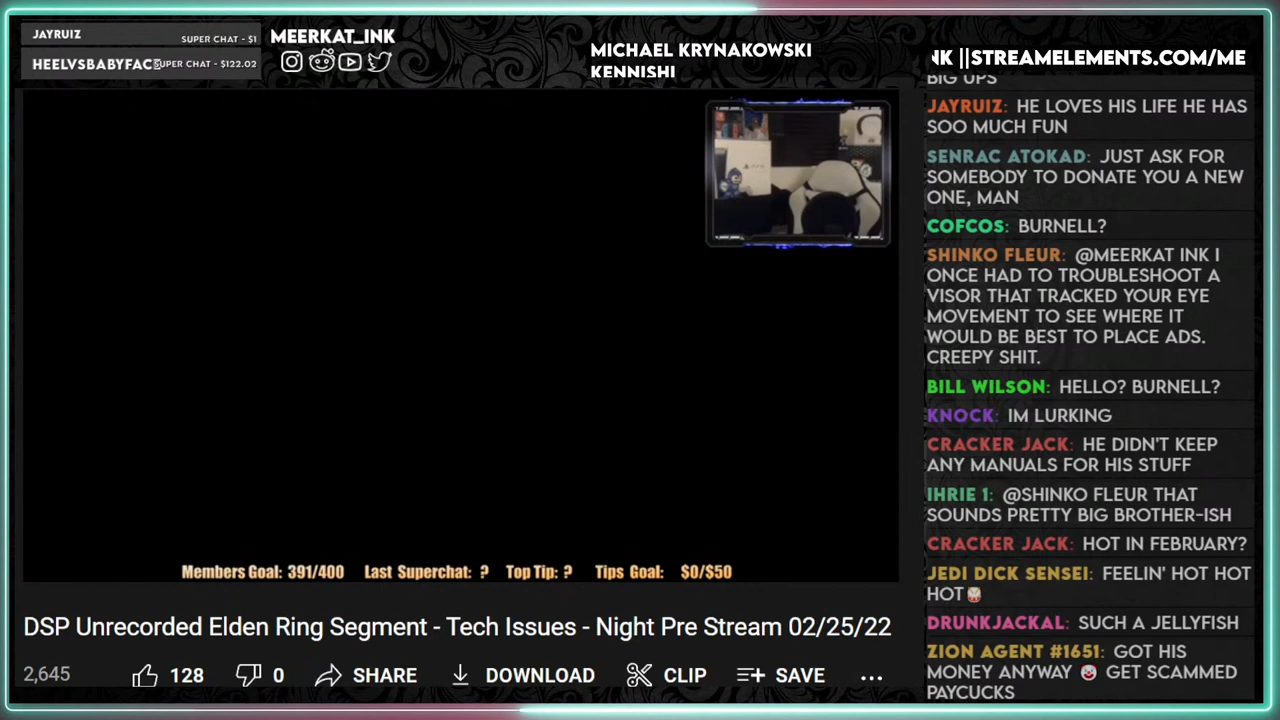 JAYRUIZ
SUPER CHAT - $1
HEELVSBABYFAC
SUPER CHAT - $122.02
MEERKAT_INK
MICHAEL KRYNAKOWSKI
KENNISHI
NK ||STREAMELEMENTS.COM/ME
BIG UPS
JAYRUIZ: HE LOVES HIS LIFE HE HAS
SOO MUCH FUN
SENRAC ATOKAD: JUST ASK FOR
SOMEBODY TO DONATE YOU A NEW
ONE, MAN
COFCOS: BURNELL?
SHINKO FLEUR: @MEERKAT INK I
ONCE HAD TO TROUBLESHOOT A
VISOR THAT TRACKED YOUR EYE
MOVEMENT TO SEE WHERE IT
WOULD BE BEST TO PLACE ADS.
CREEPY SHIT.
BILL WILSON: HELLO? BURNELL?
KNOCK: IM LURKING
CRACKER JACK: HE DIDN'T KEEP
ANY MANUALS FOR HIS STUFF
IHRIE 1: @SHINKO FLEUR THAT
SOUNDS PRETTY BIG BROTHER-ISH
CRACKER JACK: HOT IN FEBRUARY?
JEDI DICK SENSEI: FEELIN' HOT HOT
HOT
DRUNKJACKAL: SUCH A JELLYFISH
ZION AGENT #1651: GOT HIS
MONEY ANYWAY 🤡 GET SCAMMED
PAYCUCKS
Members Goal: 391/400 Last Superchat: ? Top Tip: ? Tips Goal: $0/$50
DSP Unrecorded Elden Ring Segment - Tech Issues - Night Pre Stream 02/25/22
2,645 128 0 SHARE DOWNLOAD CLIP SAVE ...